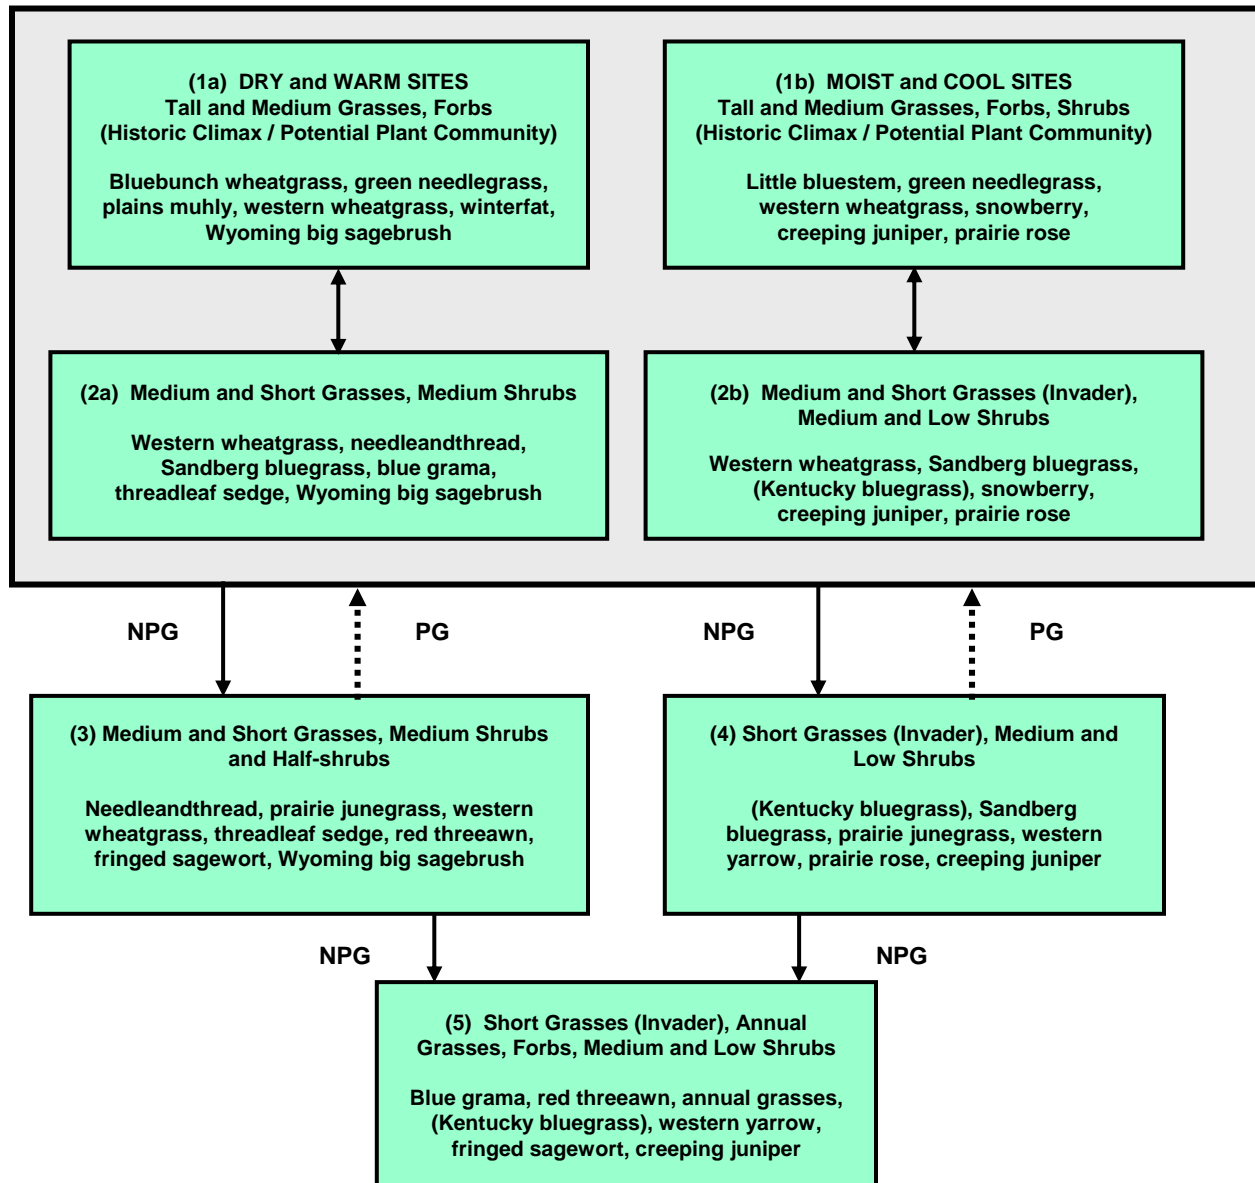 (1a) DRY and WARM SITES
Tall and Medium Grasses, Forbs
(Historic Climax / Potential Plant Community)
Bluebunch wheatgrass, green needlegrass,
plains muhly, western wheatgrass, winterfat,
Wyoming big sagebrush
(1b) MOIST and COOL SITES
Tall and Medium Grasses, Forbs, Shrubs
(Historic Climax / Potential Plant Community)
Little bluestem, green needlegrass,
western wheatgrass, snowberry,
creeping juniper, prairie rose
(2a) Medium and Short Grasses, Medium Shrubs
Western wheatgrass, needleandthread,
Sandberg bluegrass, blue grama,
threadleaf sedge, Wyoming big sagebrush
(2b) Medium and Short Grasses (Invader),
Medium and Low Shrubs
Western wheatgrass, Sandberg bluegrass,
(Kentucky bluegrass), snowberry,
creeping juniper, prairie rose
NPG
PG
NPG
PG
(3) Medium and Short Grasses, Medium Shrubs
and Half-shrubs
Needleandthread, prairie junegrass, western
wheatgrass, threadleaf sedge, red threeawn,
fringed sagewort, Wyoming big sagebrush
(4) Short Grasses (Invader), Medium and
Low Shrubs
(Kentucky bluegrass), Sandberg
bluegrass, prairie junegrass, western
yarrow, prairie rose, creeping juniper
NPG
NPG
(5) Short Grasses (Invader), Annual
Grasses, Forbs, Medium and Low Shrubs
Blue grama, red threeawn, annual grasses,
(Kentucky bluegrass), western yarrow,
fringed sagewort, creeping juniper